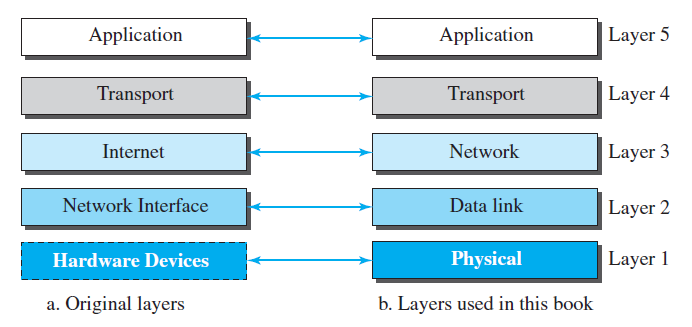 Application Application Layer 5
Transport Transport Layer 4
Internet Network Layer 3
Network Interface Data link Layer 2
Hardware Devices Physical Layer 1
a. Original layers b. Layers used in this book